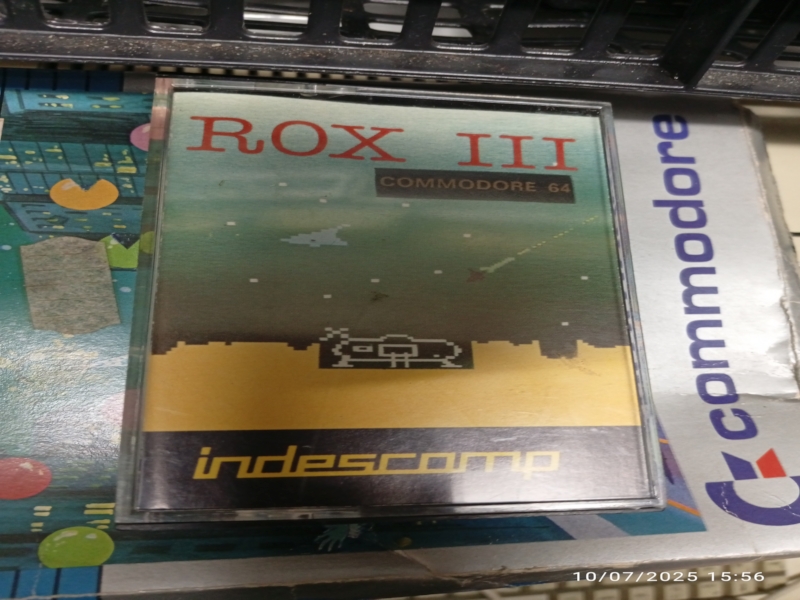 ROX III
COMMODORE 64
indescomp
commodore
10/07/2025 15:56